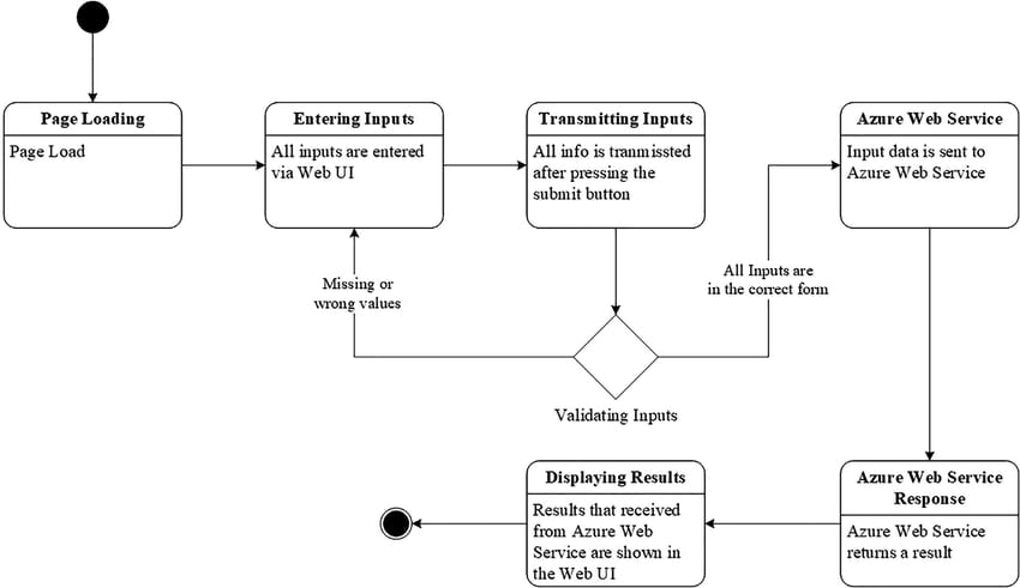 Page Loading
Page Load
Entering Inputs
All inputs are entered
via Web UI
Transmitting Inputs
All info is tranmissted
after pressing the
submit button
Azure Web Service
Input data is sent to
Azure Web Service
Missing or
wrong values
All Inputs are
in the correct form
Validating Inputs
Displaying Results
Results that received
from Azure Web
Service are shown in
the Web UI
Azure Web Service
Response
Azure Web Service
returns a result